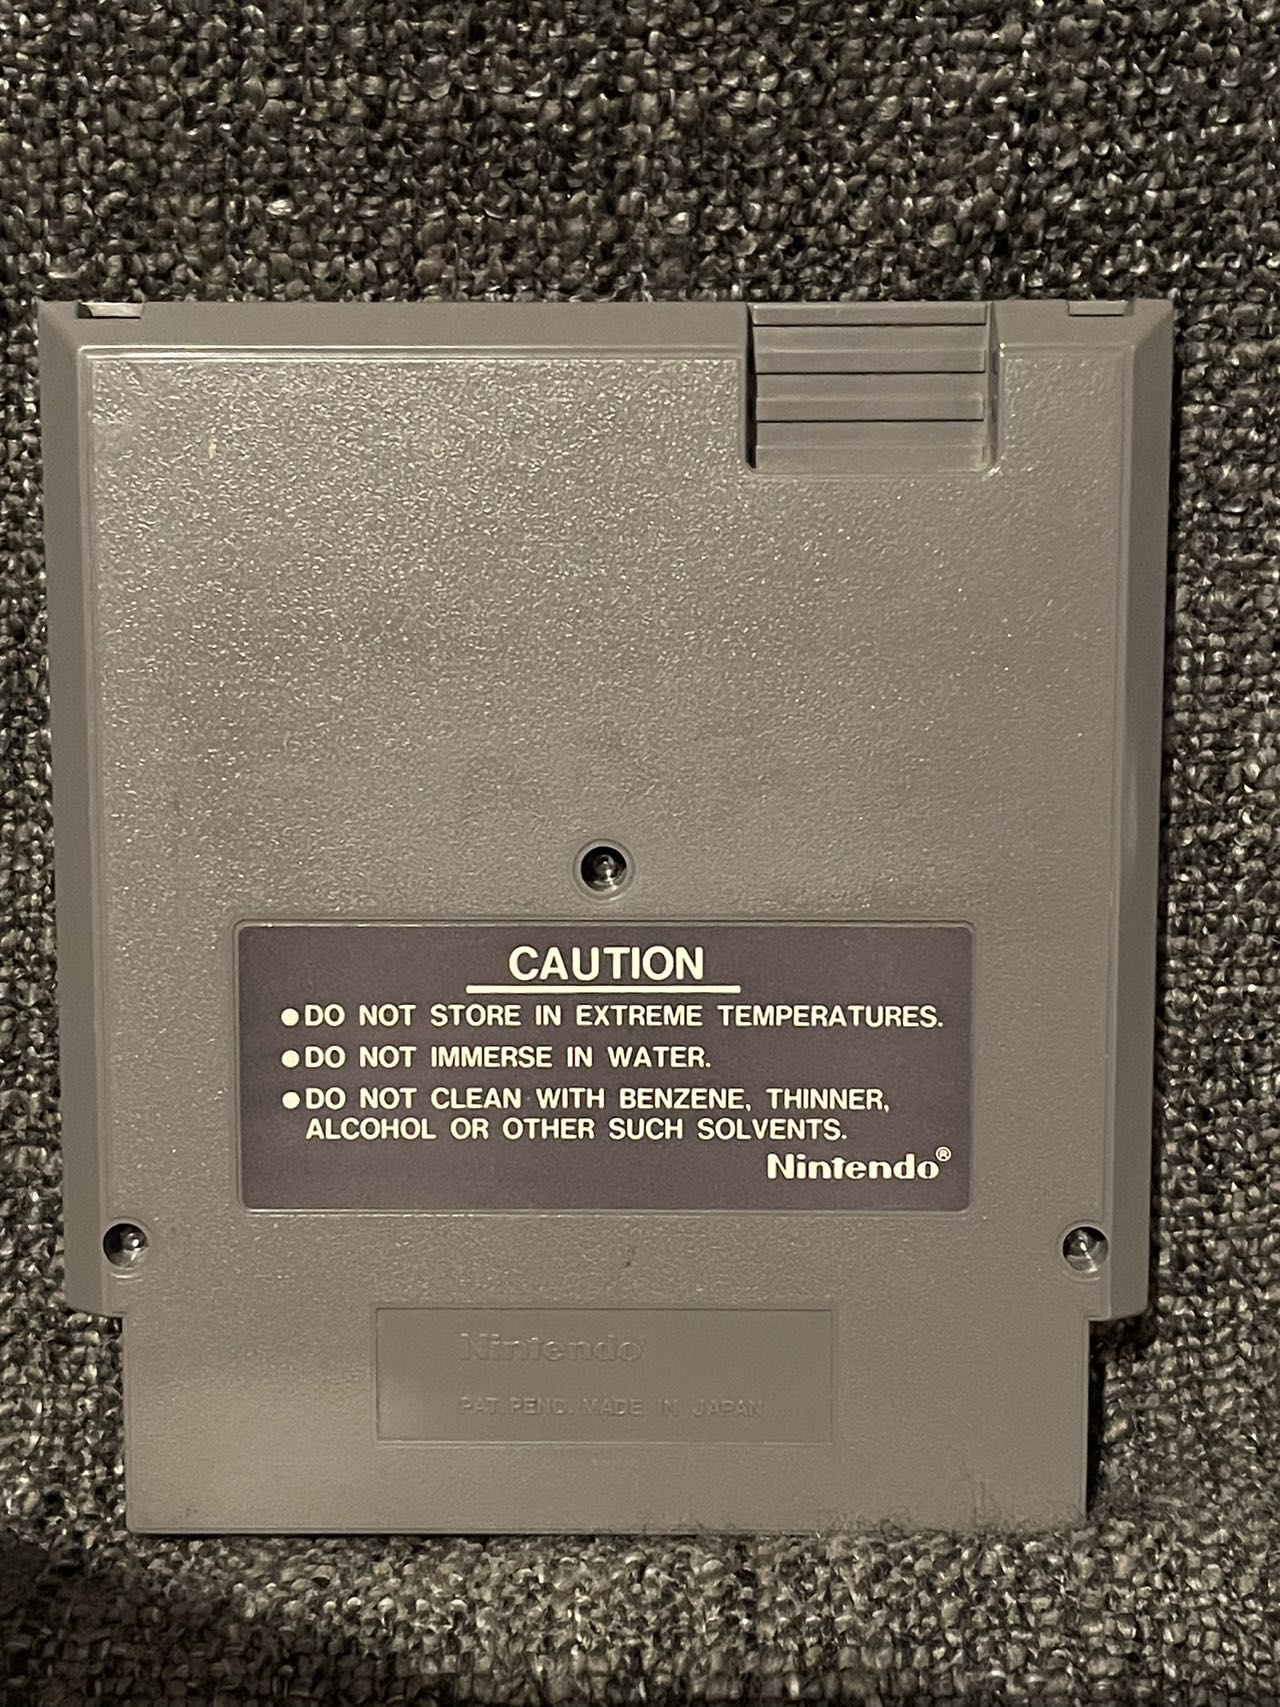 CAUTION
●DO NOT STORE IN EXTREME TEMPERATURES.
●DO NOT IMMERSE IN WATER.
●DO NOT CLEAN WITH BENZENE, THINNER,
ALCOHOL OR OTHER SUCH SOLVENTS.
Nintendo®
Nintendo
PAT. PEND. MADE IN JAPAN